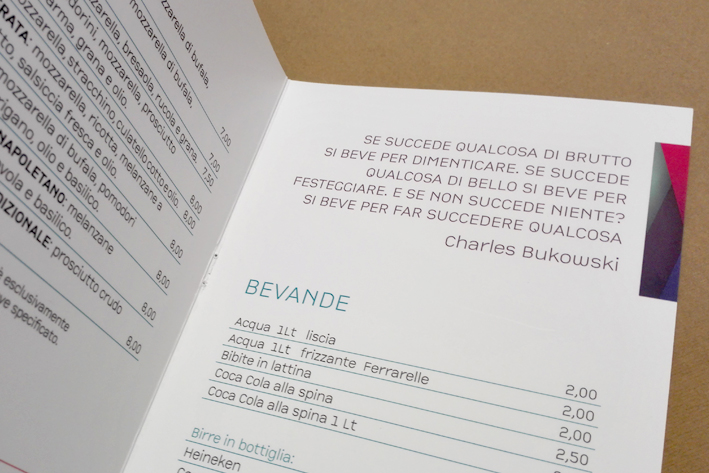 mozzarella di bufala,
mozzarella di bufala,
mozzarella, bresaola, rucola e grana. 7,00
pomodorini, mozzarella, prosciutto
parma, grana e olio. 7,00
mozzarella, stracchino, culatello cotto e olio. 7,50
RATA: mozzarella, ricotta, melanzane a
8,00
salsiccia fresca e olio. 8,00
mozzarella di bufala, pomodori
origano, olio e basilico. 8,00
NAPOLETANO: melanzane
e basilico. 8,00
DIZIONALE: prosciutto crudo
8,00
esclusivamente
specificato. 8,00
SE SUCCEDE QUALCOSA DI BRUTTO
SI BEVE PER DIMENTICARE. SE SUCCEDE
QUALCOSA DI BELLO SI BEVE PER
FESTEGGIARE. E SE NON SUCCEDE NIENTE?
SI BEVE PER FAR SUCCEDERE QUALCOSA
Charles Bukowski
BEVANDE
Acqua 1Lt liscia
Acqua 1Lt frizzante Ferrarelle 2,00
Bibite in lattina 2,00
Coca Cola alla spina 2,00
Coca Cola alla spina 1 Lt 2,50
Birre in bottiglia:
Heineken